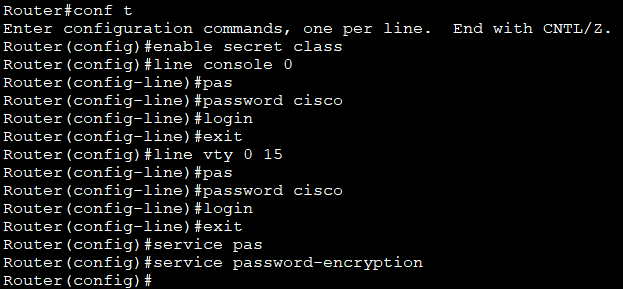 Router#conf t
Enter configuration commands, one per line.  End with CNTL/Z.
Router(config)#enable secret class
Router(config)#line console 0
Router(config-line)#pas
Router(config-line)#password cisco
Router(config-line)#login
Router(config-line)#exit
Router(config)#line vty 0 15
Router(config-line)#pas
Router(config-line)#password cisco
Router(config-line)#login
Router(config-line)#exit
Router(config)#service pas
Router(config)#service password-encryption
Router(config)#